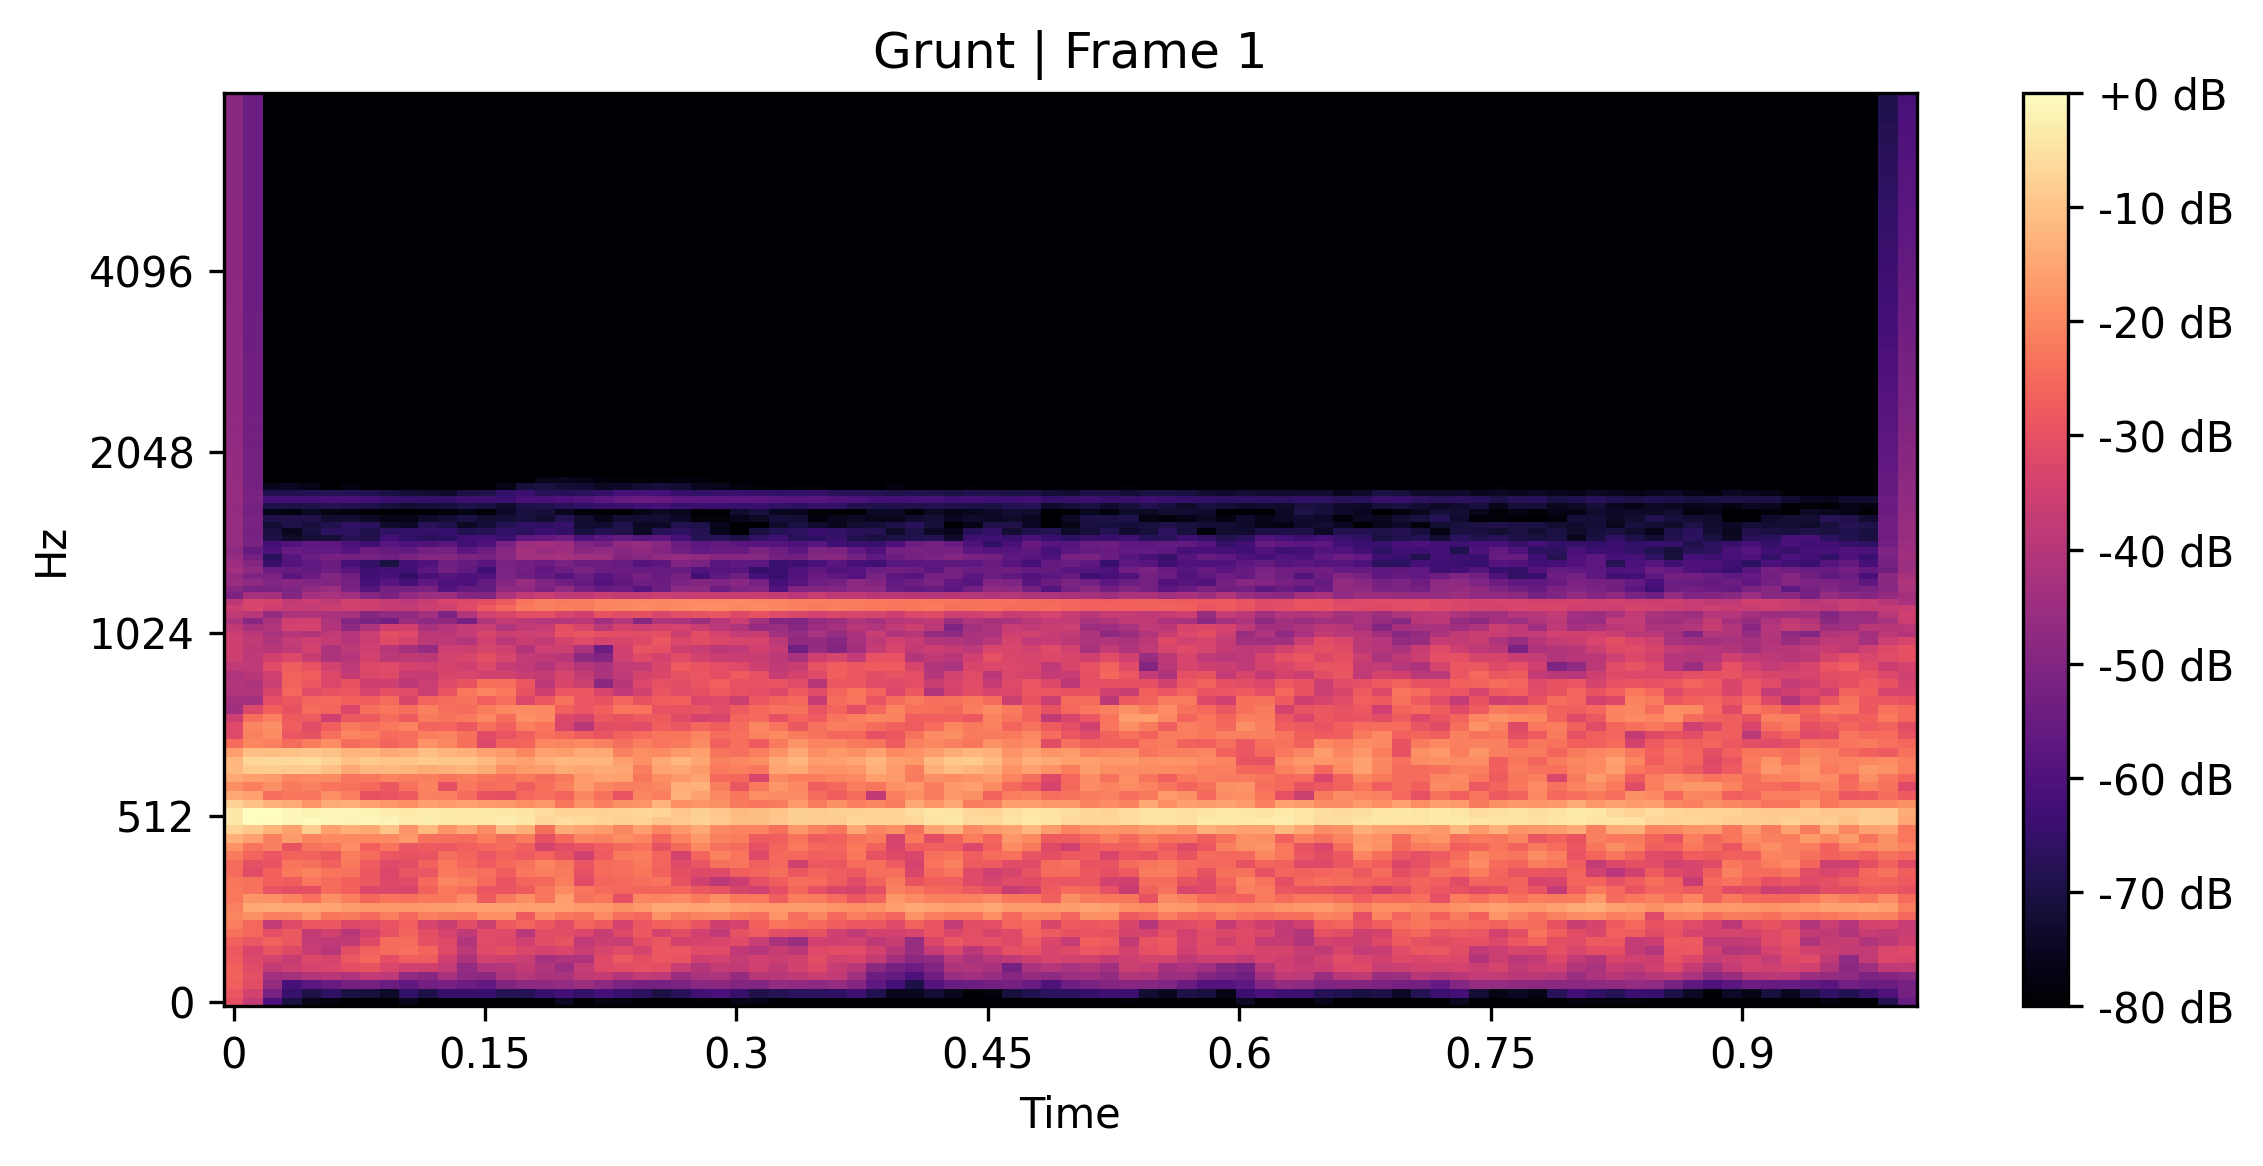 Grunt | Frame 1
+0 dB
-10 dB
-20 dB
-30 dB
-40 dB
-50 dB
-60 dB
-70 dB
-80 dB
4096
2048
1024
512
0
Hz
0 0.15 0.3 0.45 0.6 0.75 0.9
Time